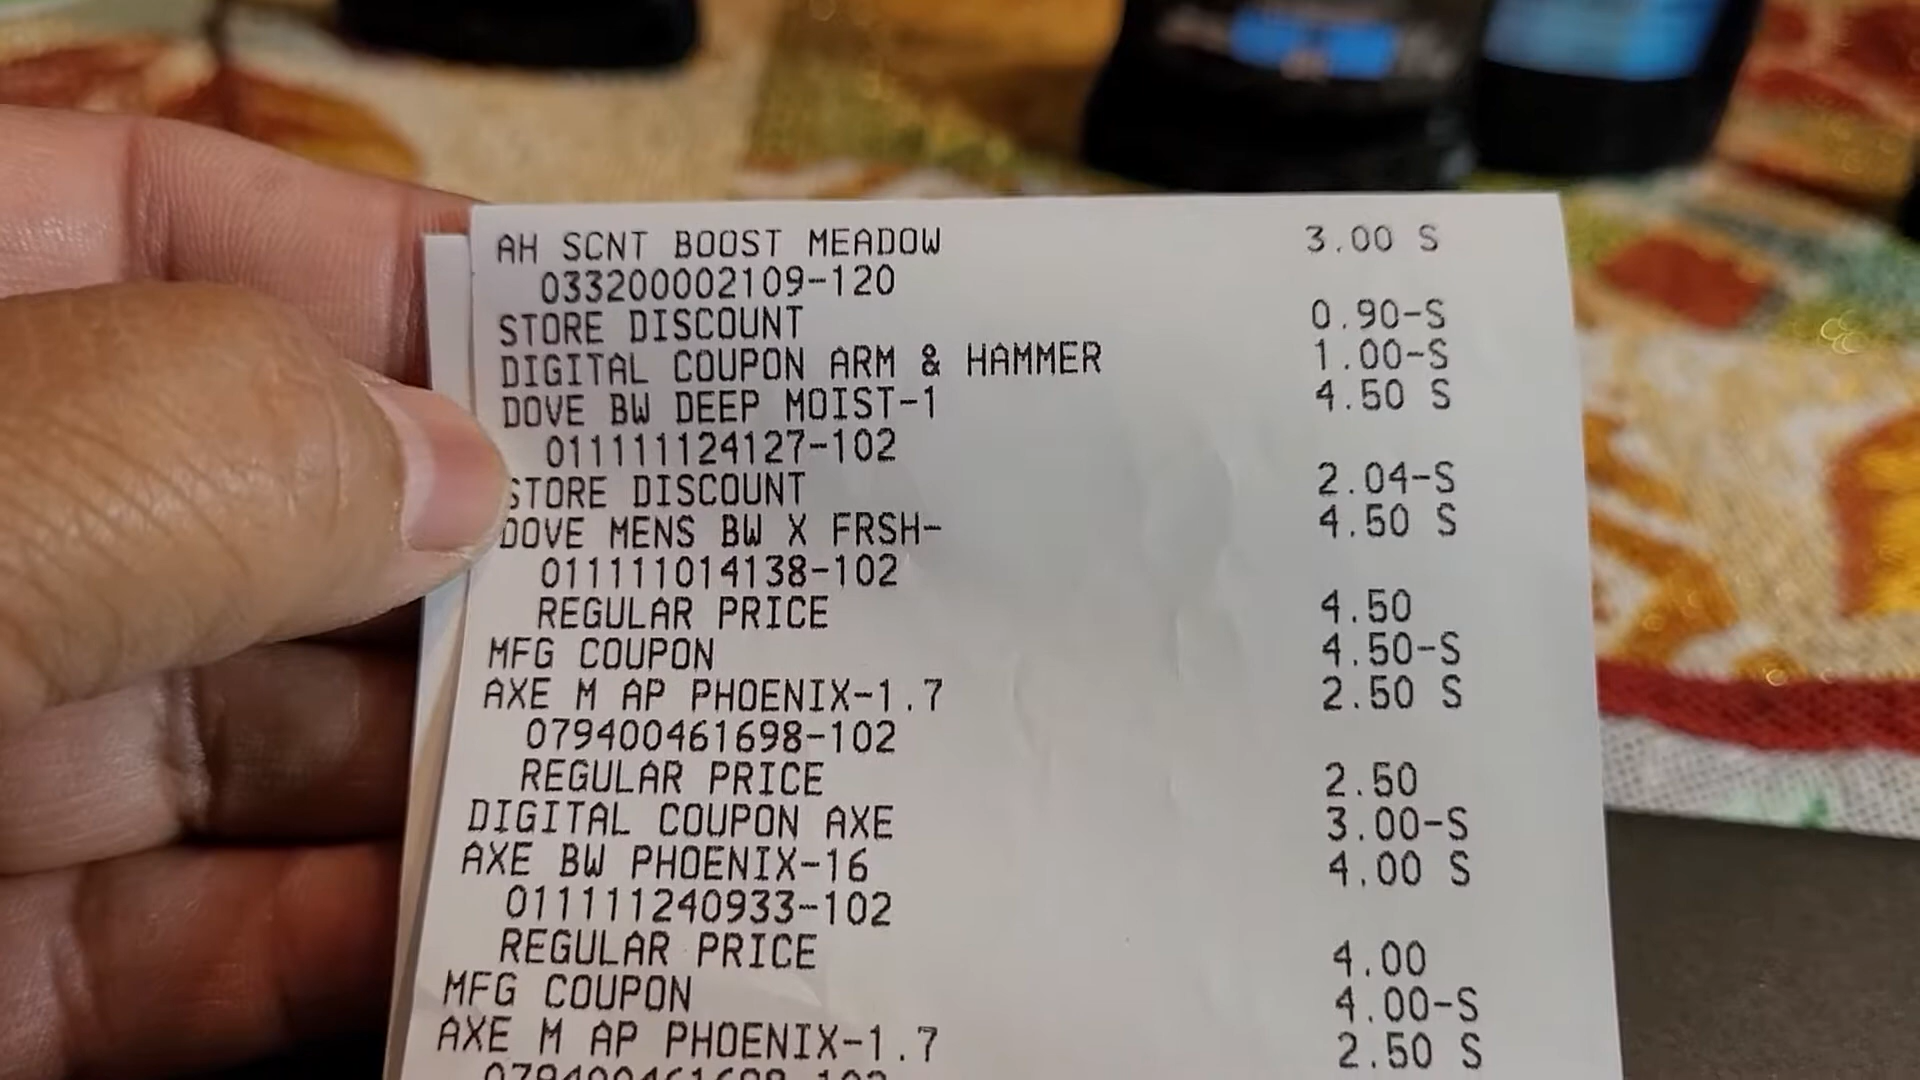 AH SCNT BOOST MEADOW 3.00 S
033200002109-120
STORE DISCOUNT 0.90-S
DIGITAL COUPON ARM & HAMMER 1.00-S
DOVE BW DEEP MOIST-1 4.50 S
011111124127-102
STORE DISCOUNT 2.04-S
DOVE MENS BW X FRSH- 4.50 S
011111014138-102
REGULAR PRICE 4.50
MFG COUPON 4.50-S
AXE M AP PHOENIX-1.7 2.50 S
079400461698-102
REGULAR PRICE 2.50
DIGITAL COUPON AXE 3.00-S
AXE BW PHOENIX-16 4.00 S
011111240933-102
REGULAR PRICE 4.00
MFG COUPON 4.00-S
AXE M AP PHOENIX-1.7 2.50 S